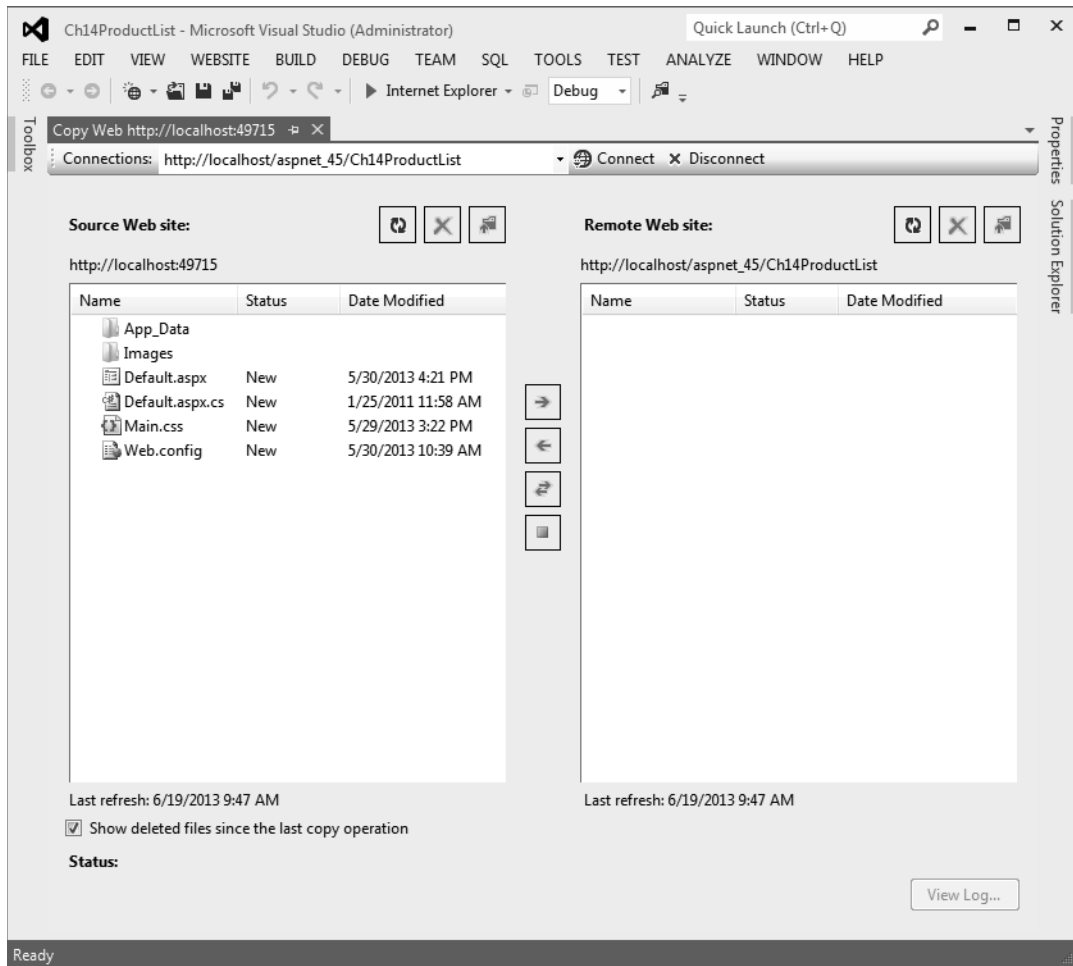 Ch14ProductList - Microsoft Visual Studio (Administrator) Quick Launch (Ctrl+Q)
FILE EDIT VIEW WEBSITE BUILD DEBUG TEAM SQL TOOLS TEST ANALYZE WINDOW HELP
Internet Explorer Debug
Toolbox
Copy Web http://localhost:49715
Connections: http://localhost/aspnet_45/Ch14ProductList Connect Disconnect
Properties
Solution Explorer
Source Web site: Remote Web site:
http://localhost:49715 http://localhost/aspnet_45/Ch14ProductList
Name Status Date Modified Name Status Date Modified
App_Data
Images
Default.aspx New 5/30/2013 4:21 PM
Default.aspx.cs New 1/25/2011 11:58 AM
Main.css New 5/29/2013 3:22 PM
Web.config New 5/30/2013 10:39 AM
Last refresh: 6/19/2013 9:47 AM Last refresh: 6/19/2013 9:47 AM
Show deleted files since the last copy operation
Status:
View Log...
Ready